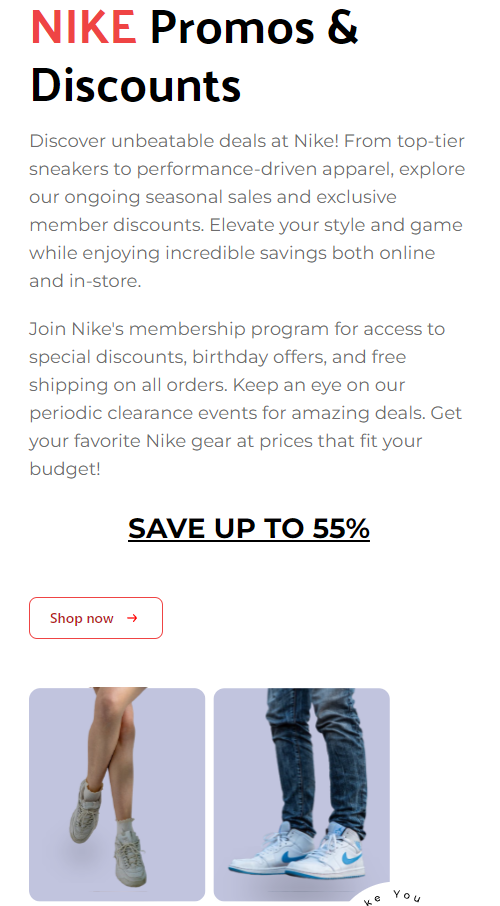 NIKE Promos &
Discounts
Discover unbeatable deals at Nike! From top-tier
sneakers to performance-driven apparel, explore
our ongoing seasonal sales and exclusive
member discounts. Elevate your style and game
while enjoying incredible savings both online
and in-store.
Join Nike's membership program for access to
special discounts, birthday offers, and free
shipping on all orders. Keep an eye on our
periodic clearance events for amazing deals. Get
your favorite Nike gear at prices that fit your
budget!
SAVE UP TO 55%
Shop now
ke You